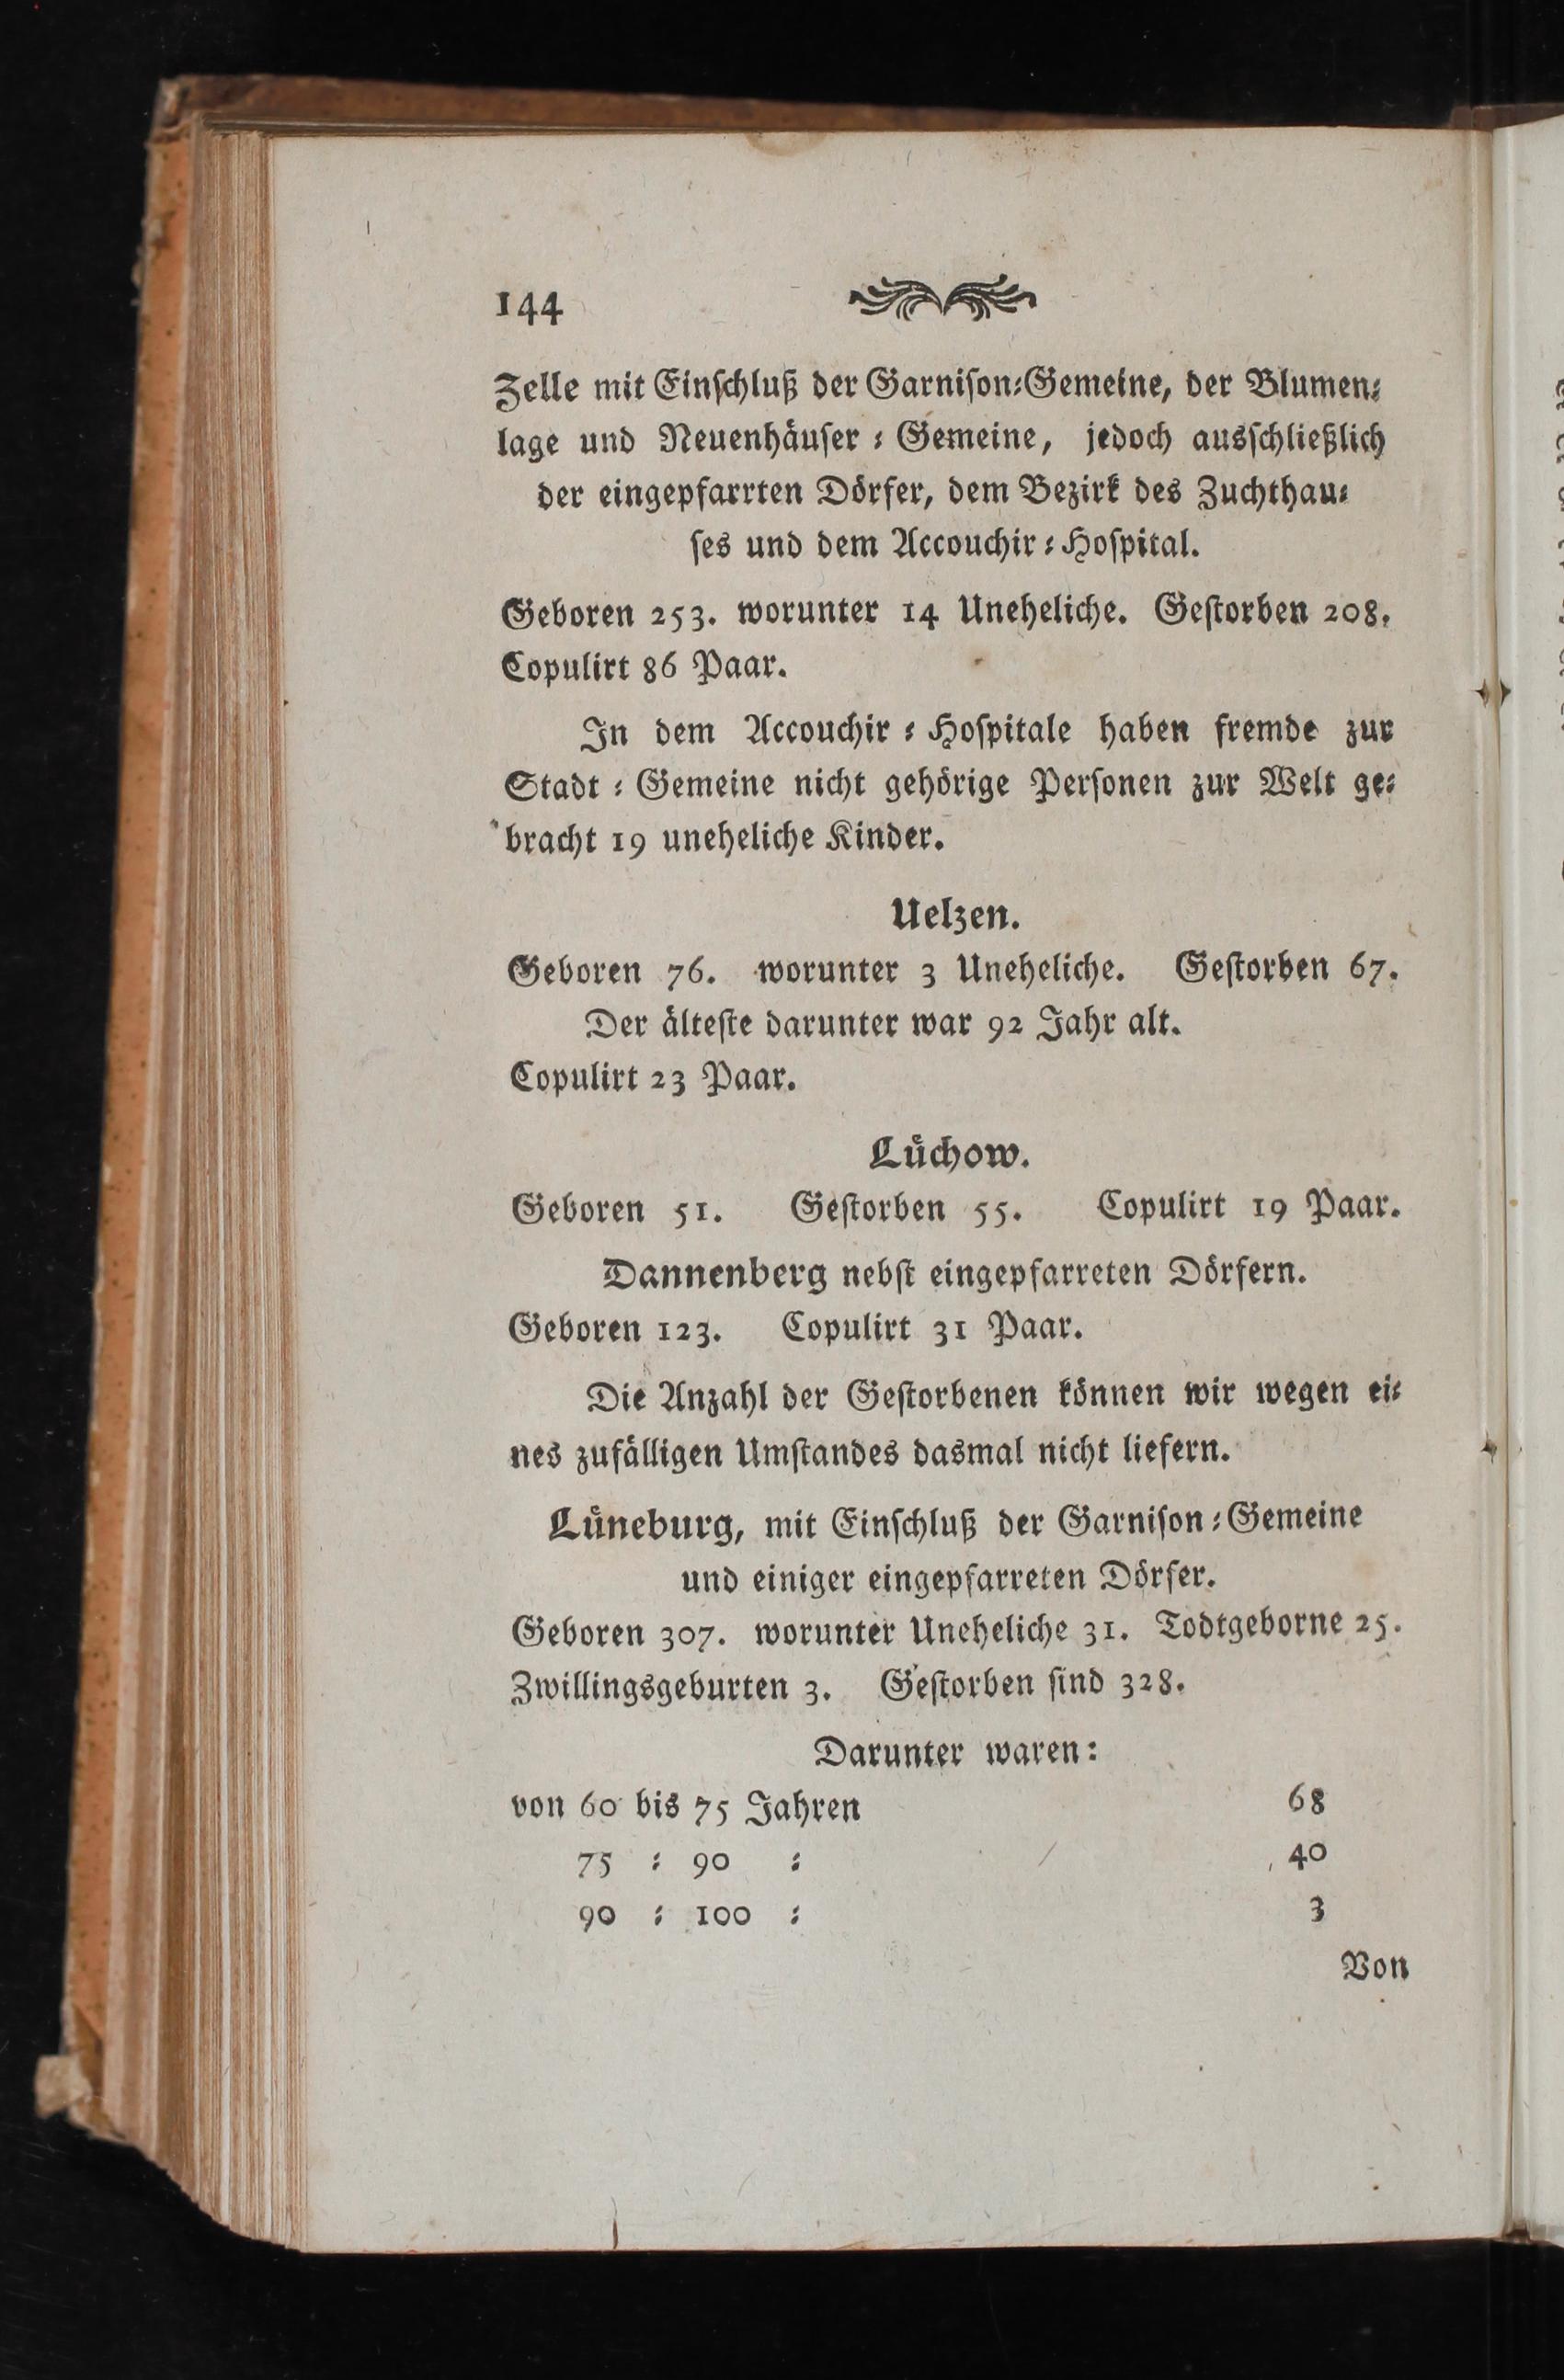 144
Zelle mit Einſchluß der Garniſon⸗Gemeine, der Blumen⸗
lage und Neuenhäuſer⸗Gemeine, jedoch ausſchließlich
der eingepfarrten Dörfer, dem Bezirk des Zuchthau⸗
ſes und dem Accouchir⸗Hoſpital.
Geboren 253. worunter 14 Uneheliche. Geſtorben 208.
Copulirt 86 Paar.
In dem Accouchir⸗Hoſpitale haben fremde zur
Stadt⸗Gemeine nicht gehörige Perſonen zur Welt ge⸗
bracht 19 uneheliche Kinder.
Uelzen.
Geboren 76. worunter 3 Uneheliche. Geſtorben 67.
Der älteſte darunter war 92 Jahr alt.
Copulirt 23 Paar.
Lüchow.
Geboren 51. Geſtorben 55. Copulirt 19 Paar.
Dannenberg nebſt eingepfarreten Dörfern.
Geboren 123. Copulirt 31 Paar.
Die Anzahl der Geſtorbenen können wir wegen ei⸗
nes zufälligen Umſtandes dasmal nicht liefern.
Lüneburg, mit Einſchluß der Garniſon⸗Gemeine
und einiger eingepfarreten Dörfer.
Geboren 307. worunter Uneheliche 31. Todtgeborne 25.
Zwillingsgeburten 3. Geſtorben ſind 328.
Darunter waren:
von 60 bis 75 Jahren 68
75 ⸗ 90 ⸗ 40
90 ⸗ 100 ⸗ 3
Von